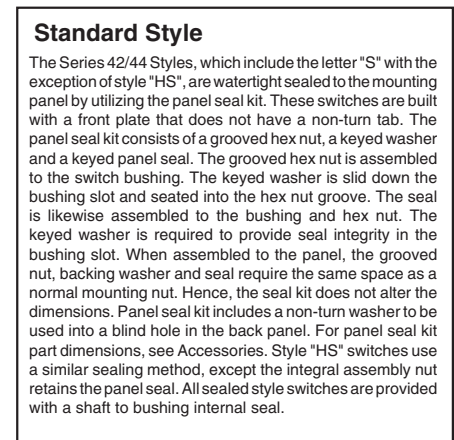 Standard Style
The Series 42/44 Styles, which include the letter "S" with the
exception of style "HS", are watertight sealed to the mounting
panel by utilizing the panel seal kit. These switches are built
with a front plate that does not have a non-turn tab. The
panel seal kit consists of a grooved hex nut, a keyed washer
and a keyed panel seal. The grooved hex nut is assembled
to the switch bushing. The keyed washer is slid down the
bushing slot and seated into the hex nut groove. The seal
is likewise assembled to the bushing and hex nut. The
keyed washer is required to provide seal integrity in the
bushing slot. When assembled to the panel, the grooved
nut, backing washer and seal require the same space as a
normal mounting nut. Hence, the seal kit does not alter the
dimensions. Panel seal kit includes a non-turn washer to be
used into a blind hole in the back panel. For panel seal kit
part dimensions, see Accessories. Style "HS" switches use
a similar sealing method, except the integral assembly nut
retains the panel seal. All sealed style switches are provided
with a shaft to bushing internal seal.